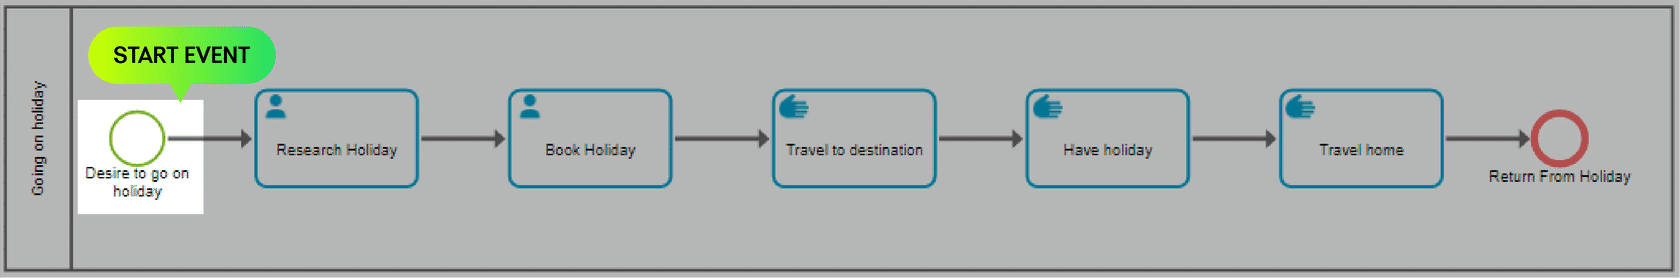 START EVENT
Going on holiday
Desire to go on
holiday
Research Holiday
Book Holiday
Travel to destination
Have holiday
Travel home
Return From Holiday